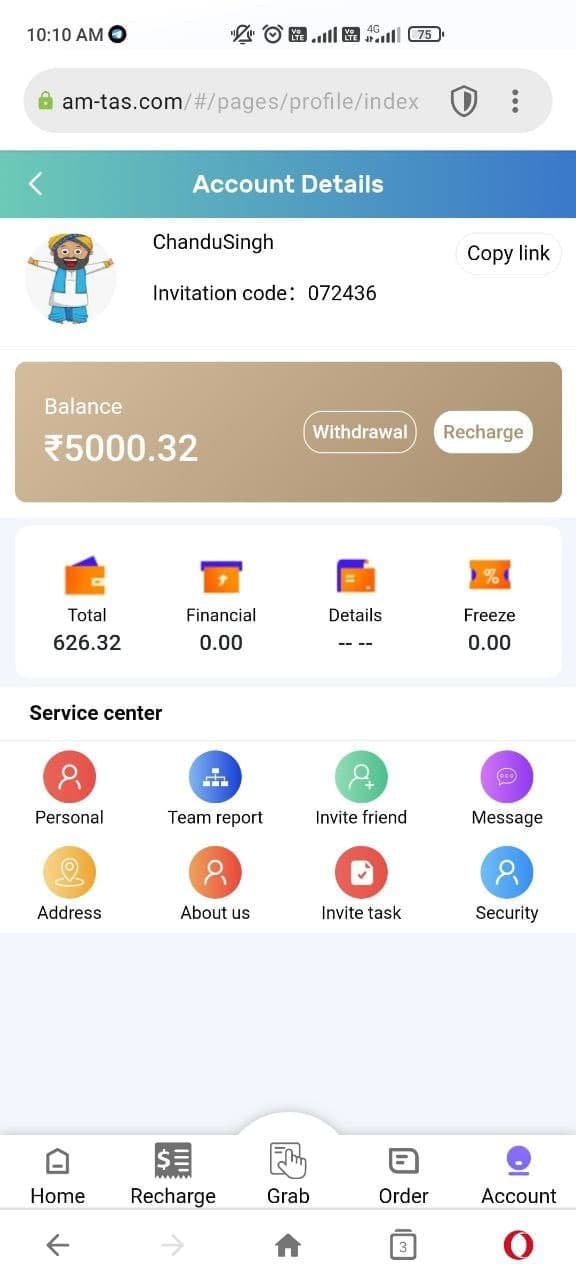 10:10 AM
Vo LTE
Vo LTE
4G
75
am-tas.com/#/pages/profile/index
Account Details
ChanduSingh
Copy link
Invitation code: 072436
Balance
₹5000.32
Withdrawal
Recharge
Total
Financial
Details
Freeze
626.32
0.00
-- --
0.00
Service center
Personal
Team report
Invite friend
Message
Address
About us
Invite task
Security
Home
Recharge
Grab
Order
Account
3